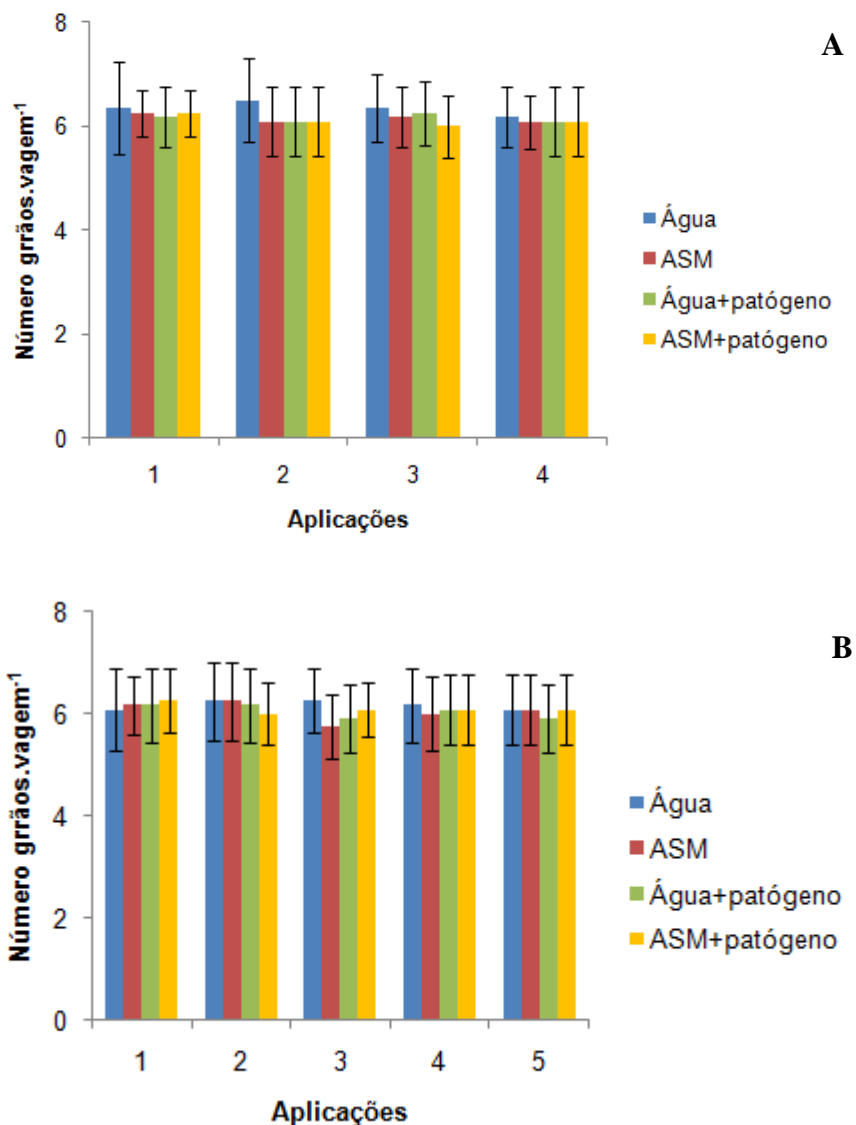 A
Número grrãos.vagem-1
8
6
4
2
0
1 2 3 4
Aplicações
Água
ASM
Água+patógeno
ASM+patógeno
B
Número grrãos.vagem-1
8
6
4
2
0
1 2 3 4 5
Aplicações
Água
ASM
Água+patógeno
ASM+patógeno